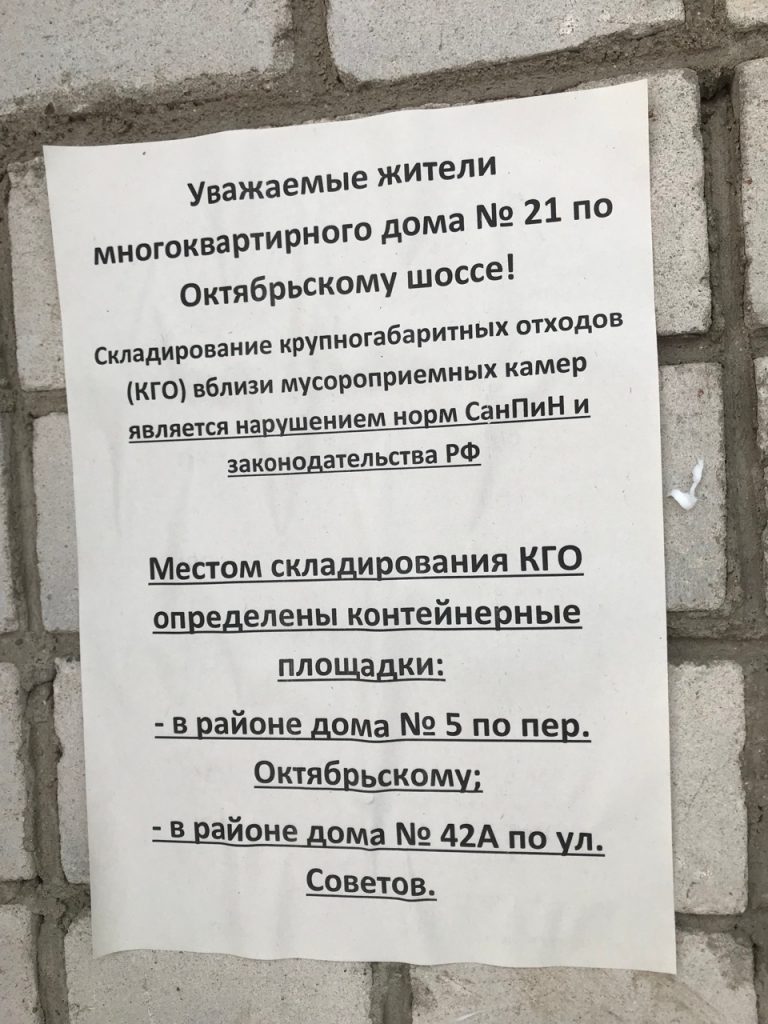 Уважаемые жители
многоквартирного дома № 21 по
Октябрьскому шоссе!
Складирование крупногабаритных отходов
(КГО) вблизи мусороприемных камер
является нарушением норм СанПиН и
законодательства РФ
Местом складирования КГО
определены контейнерные
площадки:
- в районе дома № 5 по пер.
Октябрьскому;
- в районе дома № 42А по ул.
Советов.